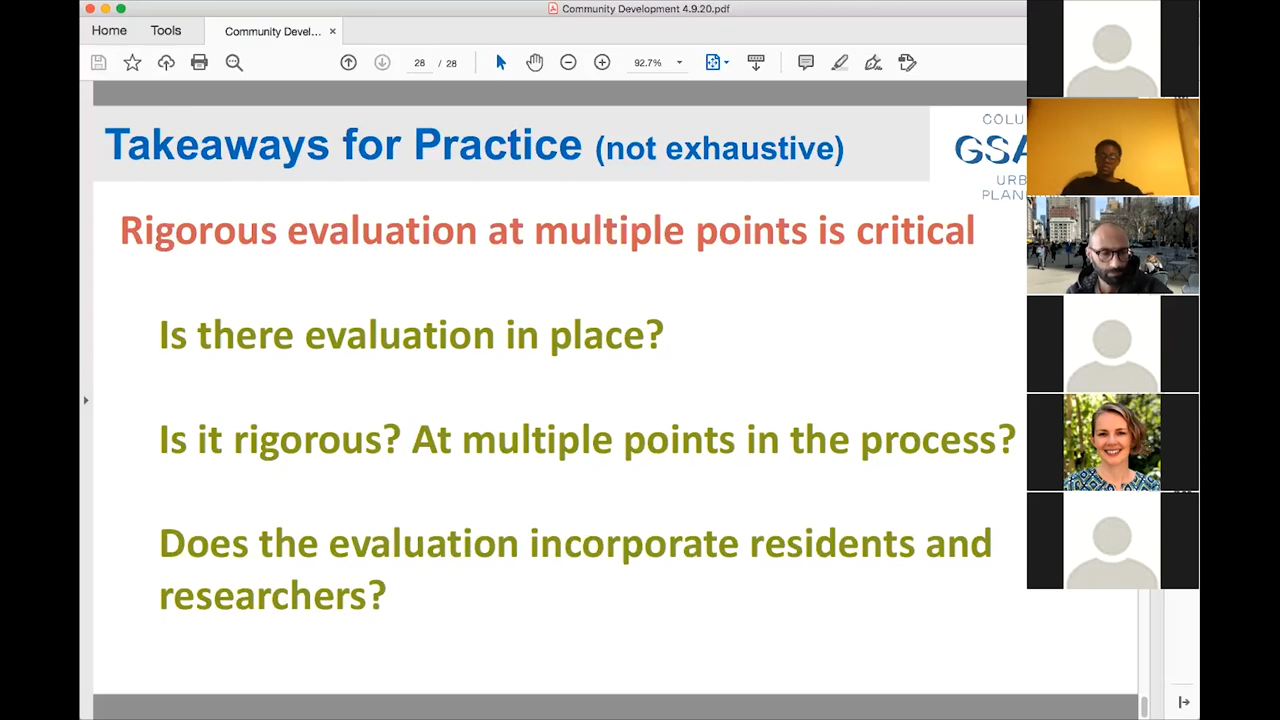 Community Development 4.9.20.pdf
Home Tools Community Devel... ×
28 / 28 92.7%
Takeaways for Practice (not exhaustive)
COLU
GSA
URB
PLAN
Rigorous evaluation at multiple points is critical
Is there evaluation in place?
Is it rigorous? At multiple points in the process?
Does the evaluation incorporate residents and
researchers?